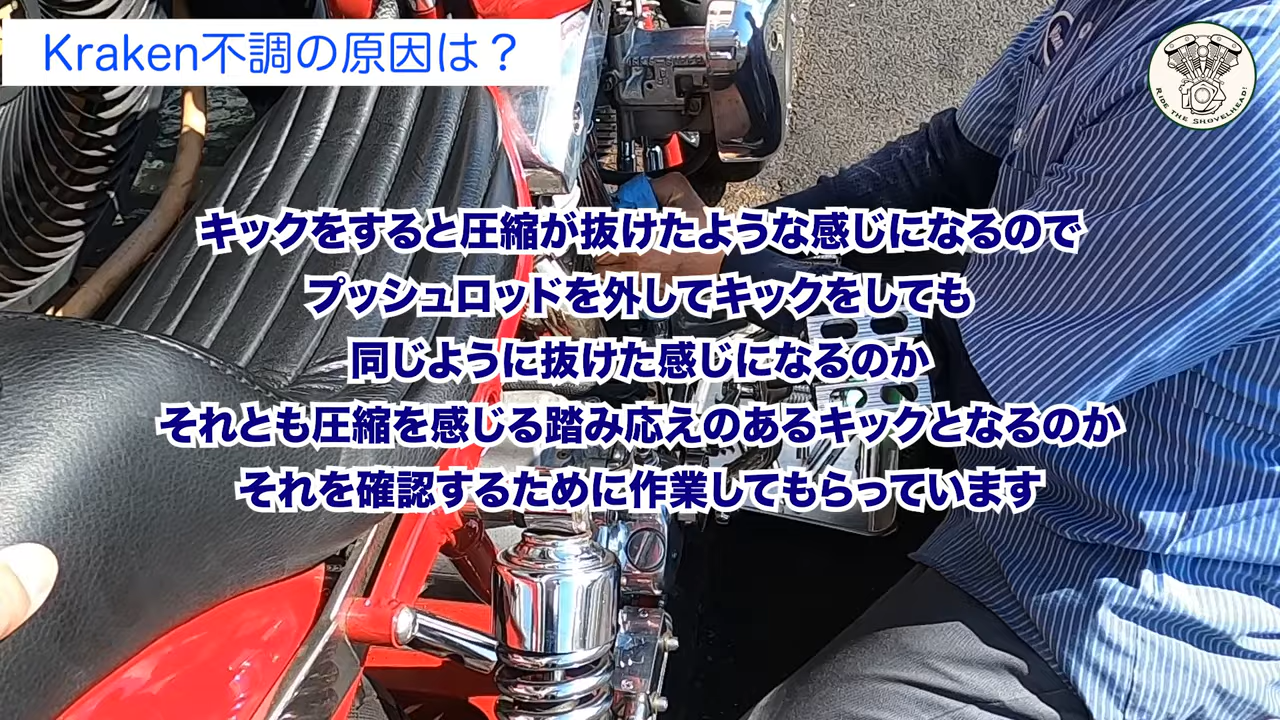 Kraken不調の原因は？
RIDE THE SHOVELHEAD!
キックをすると圧縮が抜けたような感じになるので
プッシュロッドを外してキックをしても
同じように抜けた感じになるのか
それとも圧縮を感じる踏み応えのあるキックとなるのか
それを確認するために作業してもらっています